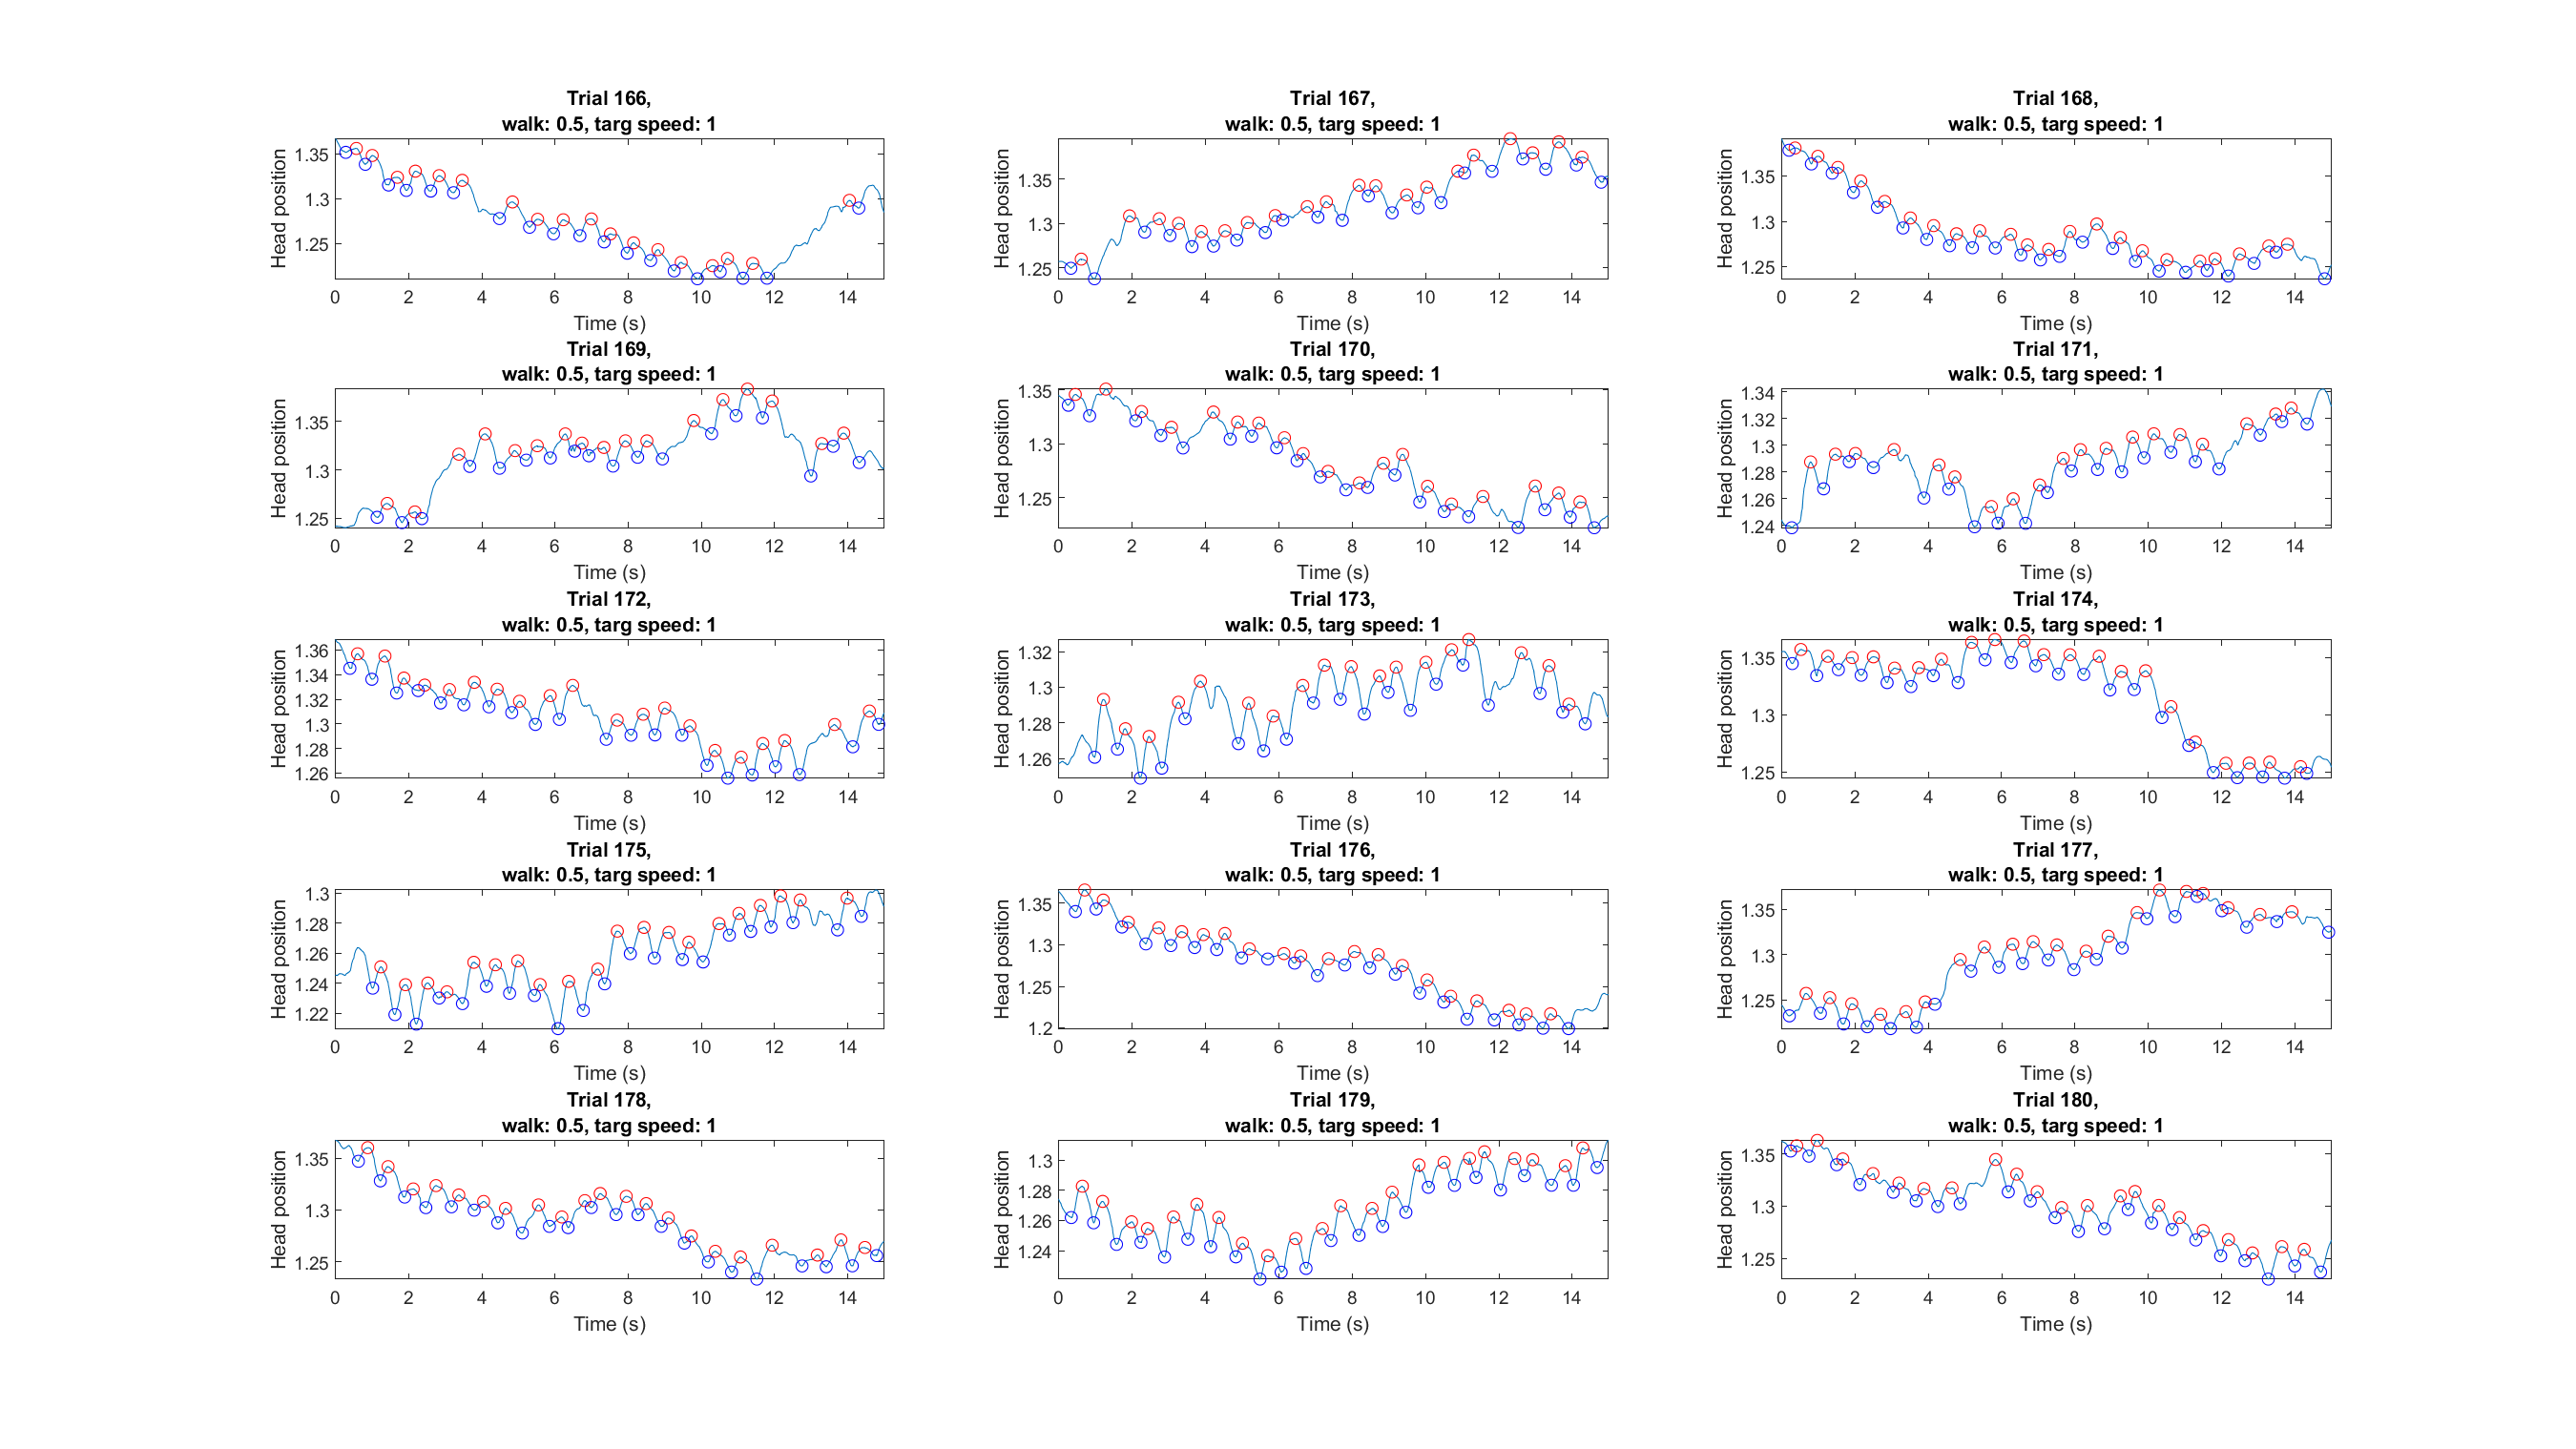 Trial 166,
walk: 0.5, targ speed: 1
Head position
1.35
1.3
1.25
0 2 4 6 8 10 12 14
Time (s)
Trial 167,
walk: 0.5, targ speed: 1
Head position
1.35
1.3
1.25
0 2 4 6 8 10 12 14
Time (s)
Trial 168,
walk: 0.5, targ speed: 1
Head position
1.35
1.3
1.25
0 2 4 6 8 10 12 14
Time (s)
Trial 169,
walk: 0.5, targ speed: 1
Head position
1.35
1.3
1.25
0 2 4 6 8 10 12 14
Time (s)
Trial 170,
walk: 0.5, targ speed: 1
Head position
1.35
1.3
1.25
0 2 4 6 8 10 12 14
Time (s)
Trial 171,
walk: 0.5, targ speed: 1
Head position
1.34
1.32
1.3
1.28
1.26
1.24
0 2 4 6 8 10 12 14
Time (s)
Trial 172,
walk: 0.5, targ speed: 1
Head position
1.36
1.34
1.32
1.3
1.28
1.26
0 2 4 6 8 10 12 14
Time (s)
Trial 173,
walk: 0.5, targ speed: 1
Head position
1.32
1.3
1.28
1.26
0 2 4 6 8 10 12 14
Time (s)
Trial 174,
walk: 0.5, targ speed: 1
Head position
1.35
1.3
1.25
0 2 4 6 8 10 12 14
Time (s)
Trial 175,
walk: 0.5, targ speed: 1
Head position
1.3
1.28
1.26
1.24
1.22
0 2 4 6 8 10 12 14
Time (s)
Trial 176,
walk: 0.5, targ speed: 1
Head position
1.35
1.3
1.25
1.2
0 2 4 6 8 10 12 14
Time (s)
Trial 177,
walk: 0.5, targ speed: 1
Head position
1.35
1.3
1.25
0 2 4 6 8 10 12 14
Time (s)
Trial 178,
walk: 0.5, targ speed: 1
Head position
1.35
1.3
1.25
0 2 4 6 8 10 12 14
Time (s)
Trial 179,
walk: 0.5, targ speed: 1
Head position
1.3
1.28
1.26
1.24
0 2 4 6 8 10 12 14
Time (s)
Trial 180,
walk: 0.5, targ speed: 1
Head position
1.35
1.3
1.25
0 2 4 6 8 10 12 14
Time (s)